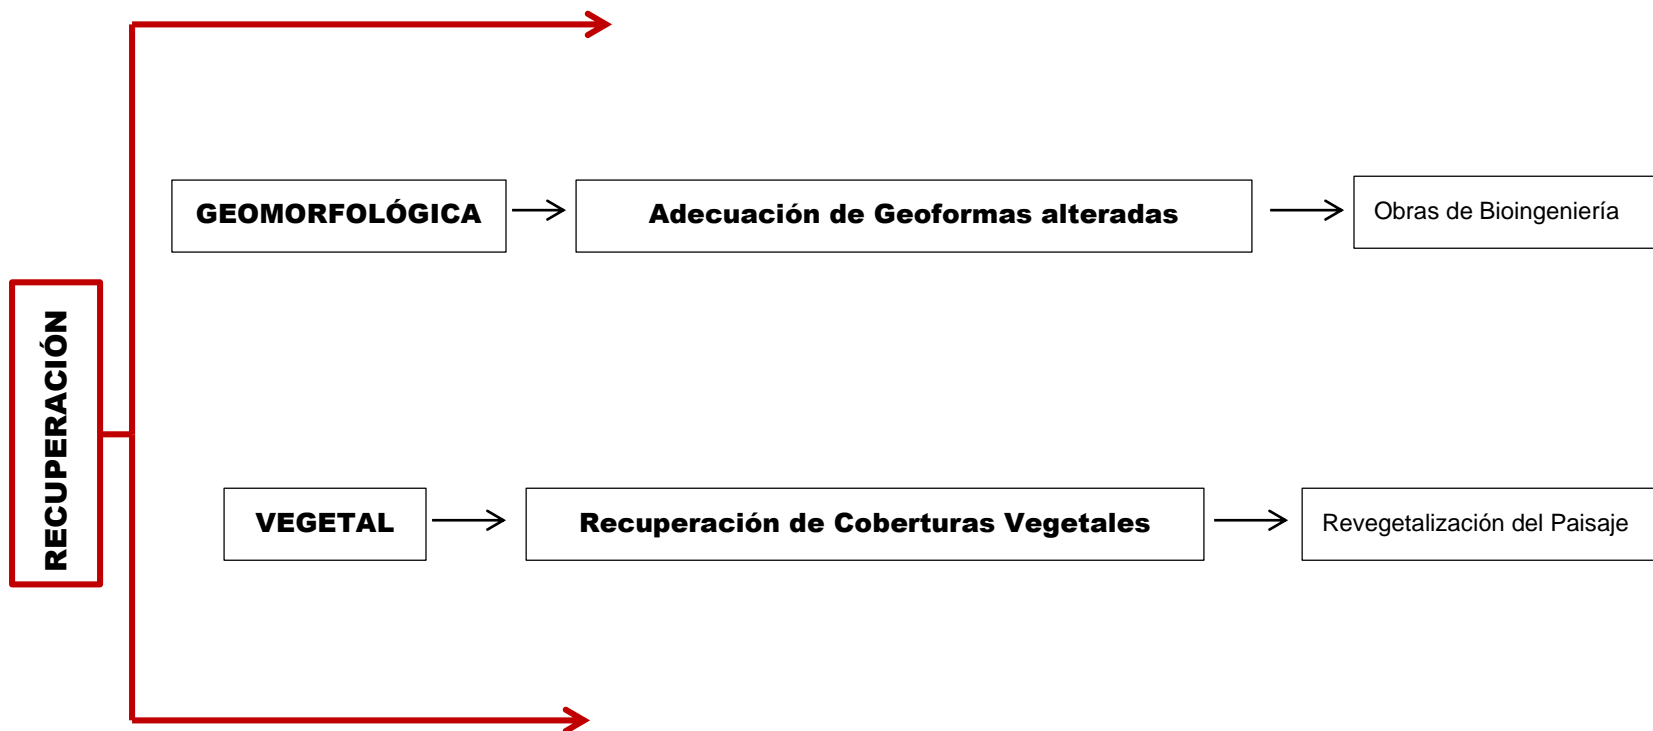 RECUPERACIÓN
GEOMORFOLÓGICA
Adecuación de Geoformas alteradas
Obras de Bioingeniería
VEGETAL
Recuperación de Coberturas Vegetales
Revegetalización del Paisaje